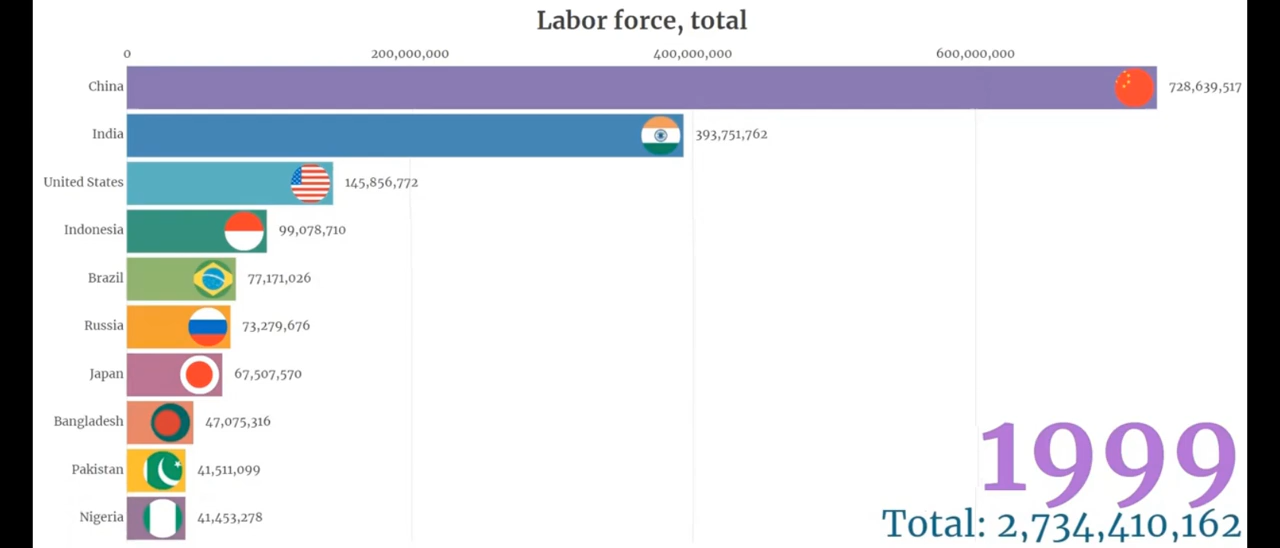 Labor force, total
0 200,000,000 400,000,000 600,000,000
China 728,639,517
India 393,751,762
United States 145,856,772
Indonesia 99,078,710
Brazil 77,171,026
Russia 73,279,676
Japan 67,507,570
Bangladesh 47,075,316
Pakistan 41,511,099
Nigeria 41,453,278
1999
Total: 2,734,410,162